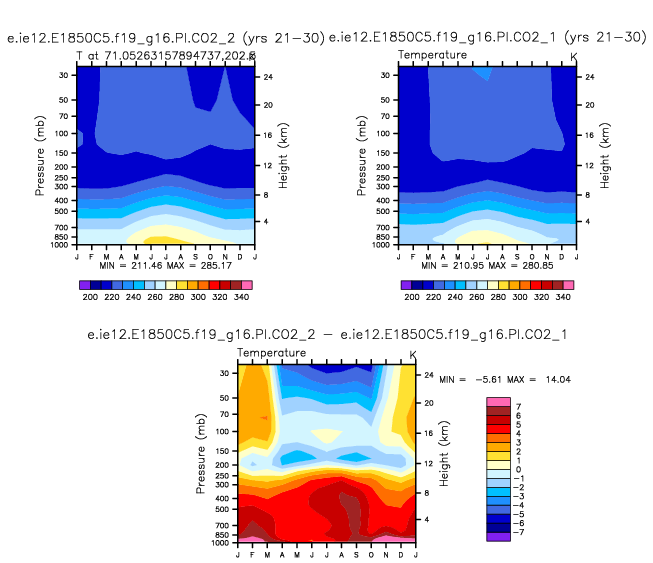 e.ie12.E1850C5.f19_g16.PI.CO2_2 (yrs 21-30) e.ie12.E1850C5.f19_g16.PI.CO2_1 (yrs 21-30)
T at 71.05263157894737,202.5 K
Temperature K
30 50 70 100 150 200 250 300 400 500 700 850 1000
Pressure (mb)
24 20 16 12 8 4
Height (km)
J F M A M J J A S O N D J
MIN = 211.46 MAX = 285.17
200 220 240 260 280 300 320 340
30 50 70 100 150 200 250 300 400 500 700 850 1000
Pressure (mb)
24 20 16 12 8 4
Height (km)
J F M A M J J A S O N D J
MIN = 210.95 MAX = 280.85
200 220 240 260 280 300 320 340
e.ie12.E1850C5.f19_g16.PI.CO2_2 - e.ie12.E1850C5.f19_g16.PI.CO2_1
Temperature K
30 50 70 100 150 200 250 300 400 500 700 850 1000
Pressure (mb)
24 20 16 12 8 4
Height (km)
J F M A M J J A S O N D J
MIN = -5.61 MAX = 14.04
7
6
5
4
3
2
1
0
-1
-2
-3
-4
-5
-6
-7